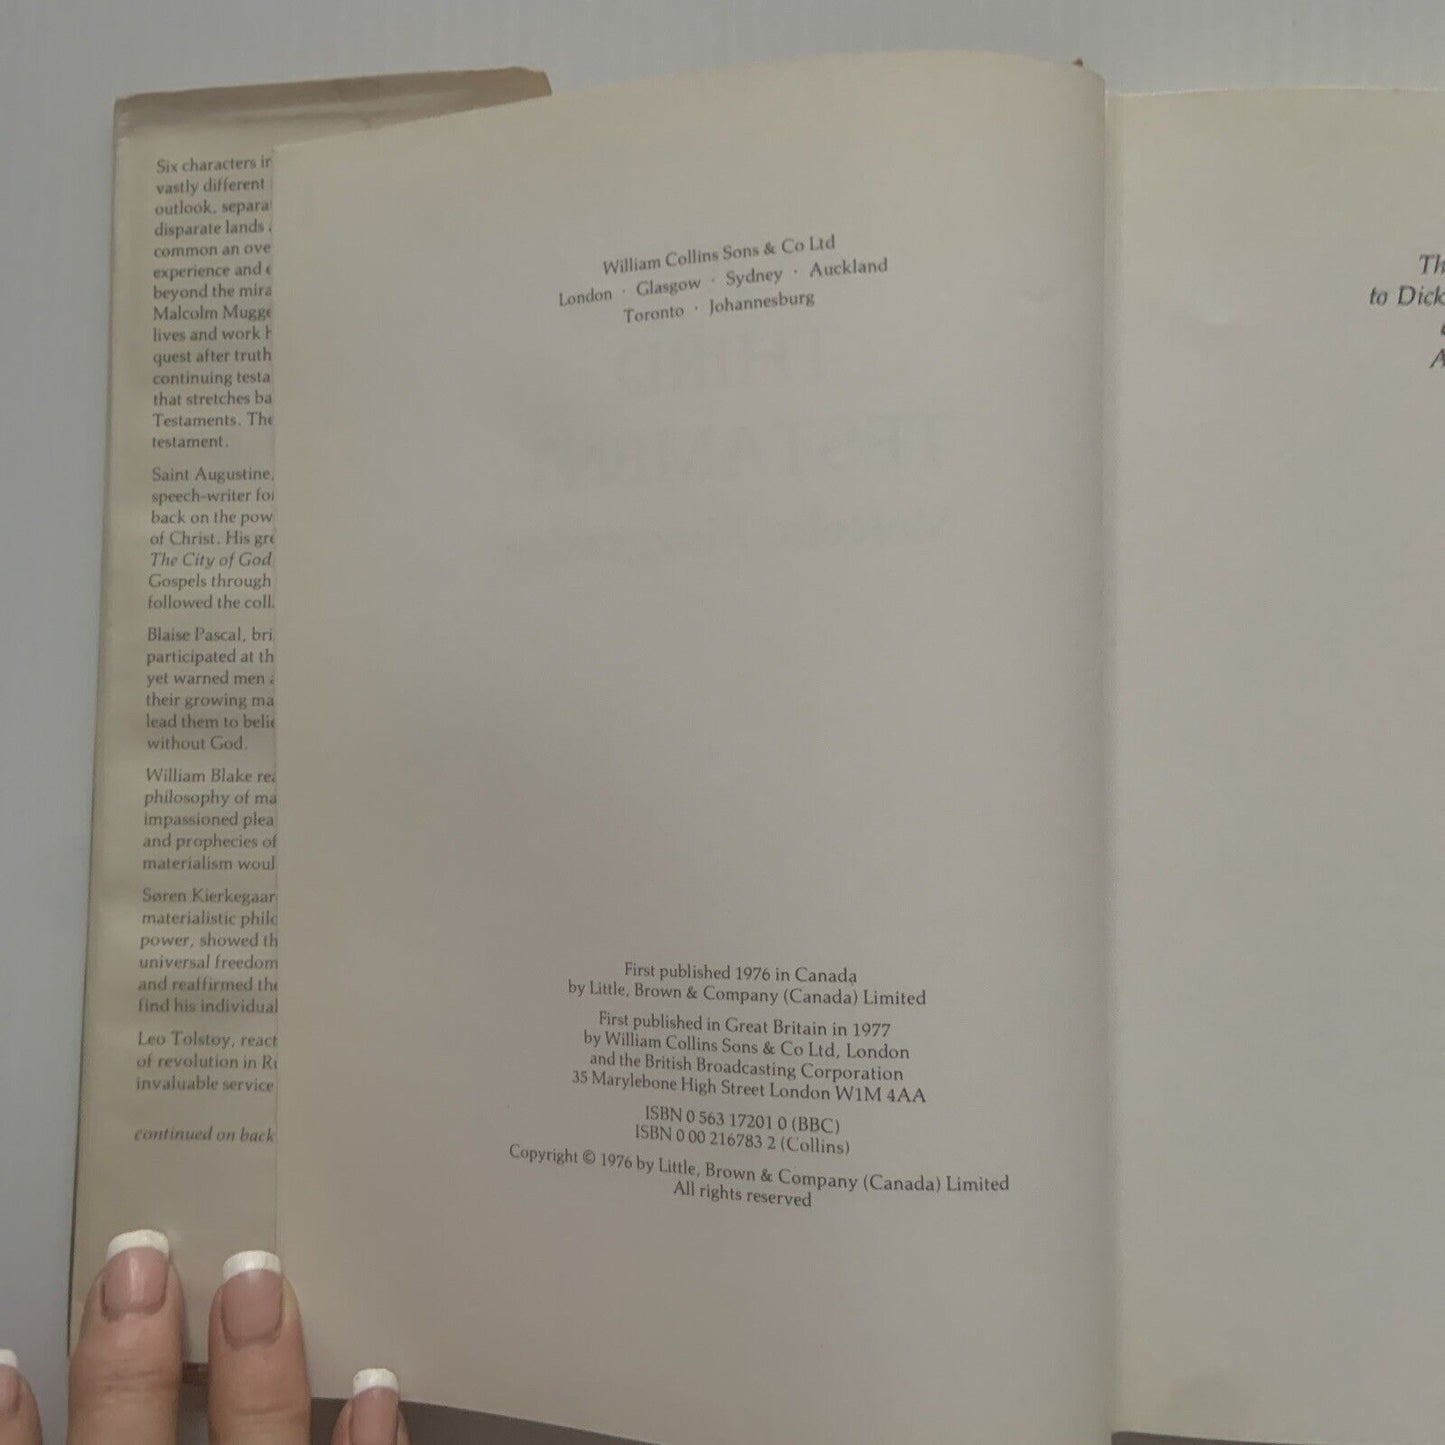 Six characters in
vastly different
outlook, separa
disparate lands
common an ove
experience and
beyond the mira
Malcolm Mugge
lives and work h
quest after truth
continuing testa
that stretches ba
Testaments. The
testament.
Saint Augustine,
speech-writer for
back on the pow
of Christ. His gre
The City of God
Gospels through
followed the coll
Blaise Pascal, bri
participated at th
yet warned men a
their growing ma
lead them to belie
without God.
William Blake rea
philosophy of ma
impassioned plea
and prophecies of
materialism woul
Søren Kierkegaar
materialistic philo
power, showed th
universal freedom
and reaffirmed the
find his individual
Leo Tolstoy, react
of revolution in Ru
invaluable service
continued on back
William Collins Sons & Co Ltd
London · Glasgow · Sydney · Auckland
Toronto · Johannesburg
First published 1976 in Canada
by Little, Brown & Company (Canada) Limited
First published in Great Britain in 1977
by William Collins Sons & Co Ltd, London
and the British Broadcasting Corporation
35 Marylebone High Street London W1M 4AA
ISBN 0 563 17201 0 (BBC)
ISBN 0 00 216783 2 (Collins)
Copyright © 1976 by Little, Brown & Company (Canada) Limited
All rights reserved
Th
to Dick
A